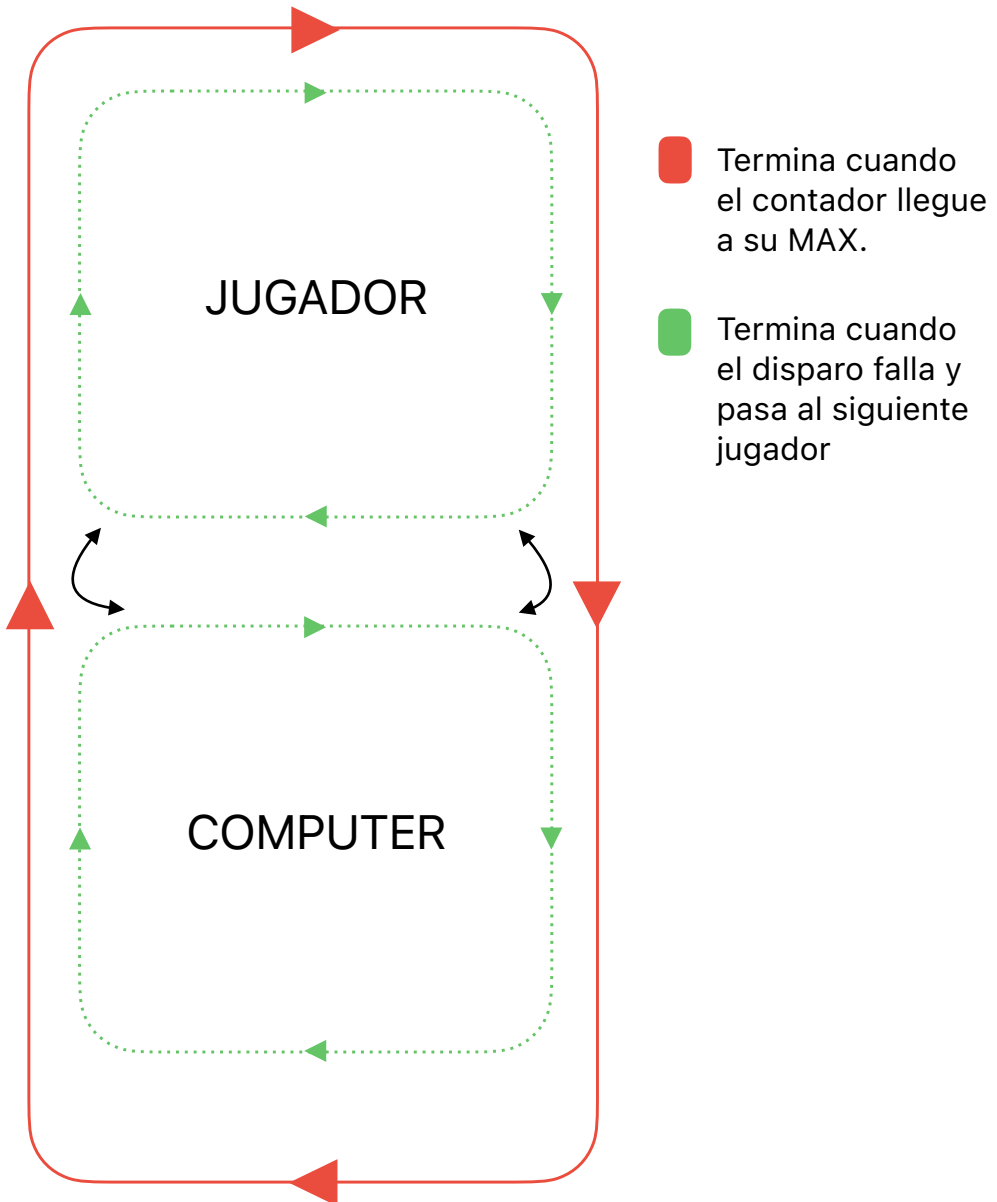 JUGADOR
COMPUTER
Termina cuando
el contador llegue
a su MAX.
Termina cuando
el disparo falla y
pasa al siguiente
jugador